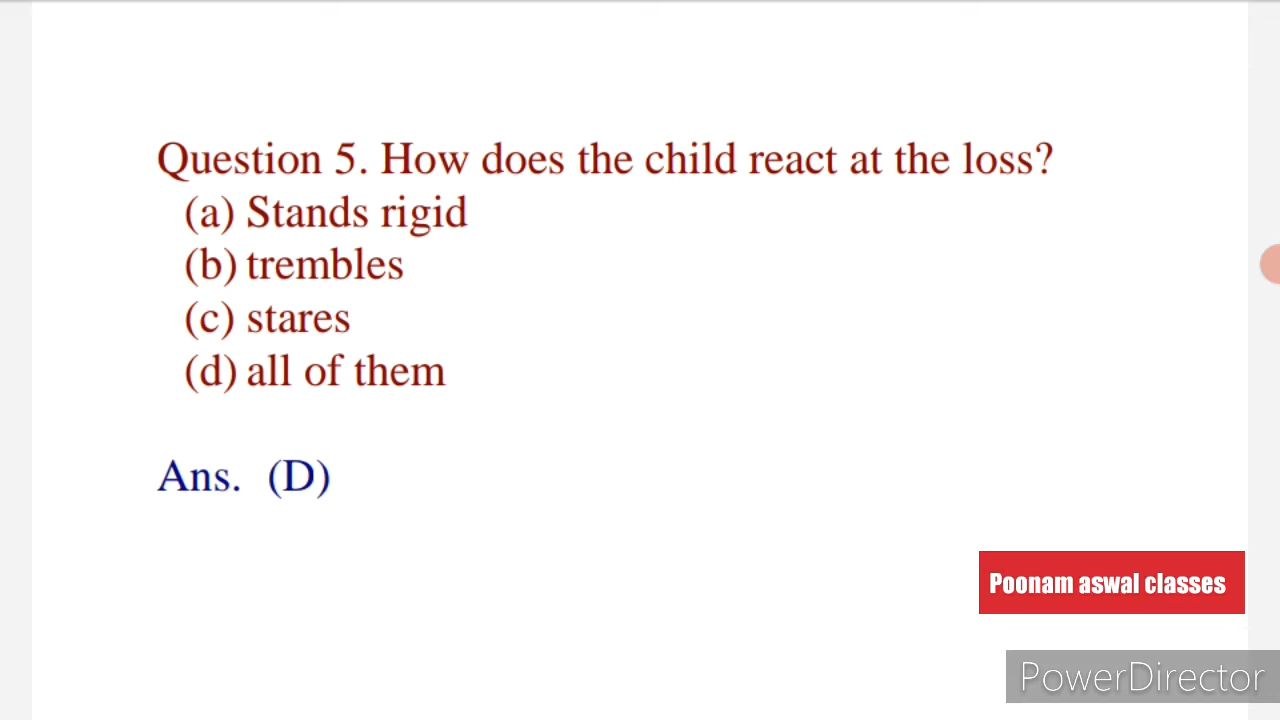 Question 5. How does the child react at the loss?
(a) Stands rigid
(b) trembles
(c) stares
(d) all of them
Ans. (D)
Poonam aswal classes
PowerDirector